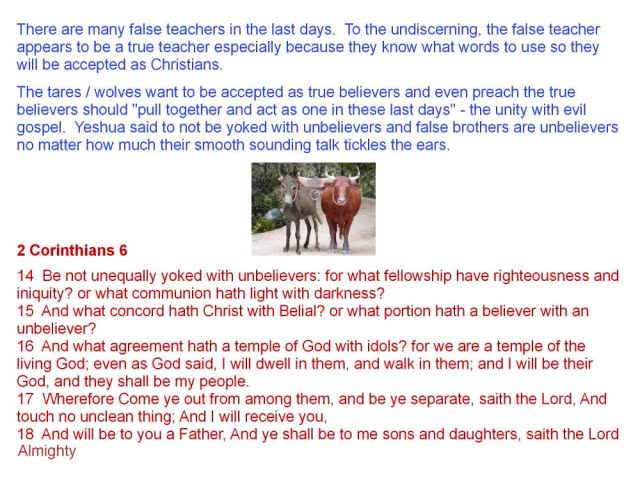 There are many false teachers in the last days.  To the undiscerning, the false teacher
appears to be a true teacher especially because they know what words to use so they
will be accepted as Christians.
The tares / wolves want to be accepted as true believers and even preach the true
believers should "pull together and act as one in these last days" - the unity with evil
gospel.  Yeshua said to not be yoked with unbelievers and false brothers are unbelievers
no matter how much their smooth sounding talk tickles the ears.
2 Corinthians 6
14  Be not unequally yoked with unbelievers: for what fellowship have righteousness and
iniquity? or what communion hath light with darkness?
15  And what concord hath Christ with Belial? or what portion hath a believer with an
unbeliever?
16  And what agreement hath a temple of God with idols? for we are a temple of the
living God; even as God said, I will dwell in them, and walk in them; and I will be their
God, and they shall be my people.
17  Wherefore Come ye out from among them, and be ye separate, saith the Lord, And
touch no unclean thing; And I will receive you,
18  And will be to you a Father, And ye shall be to me sons and daughters, saith the Lord
Almighty